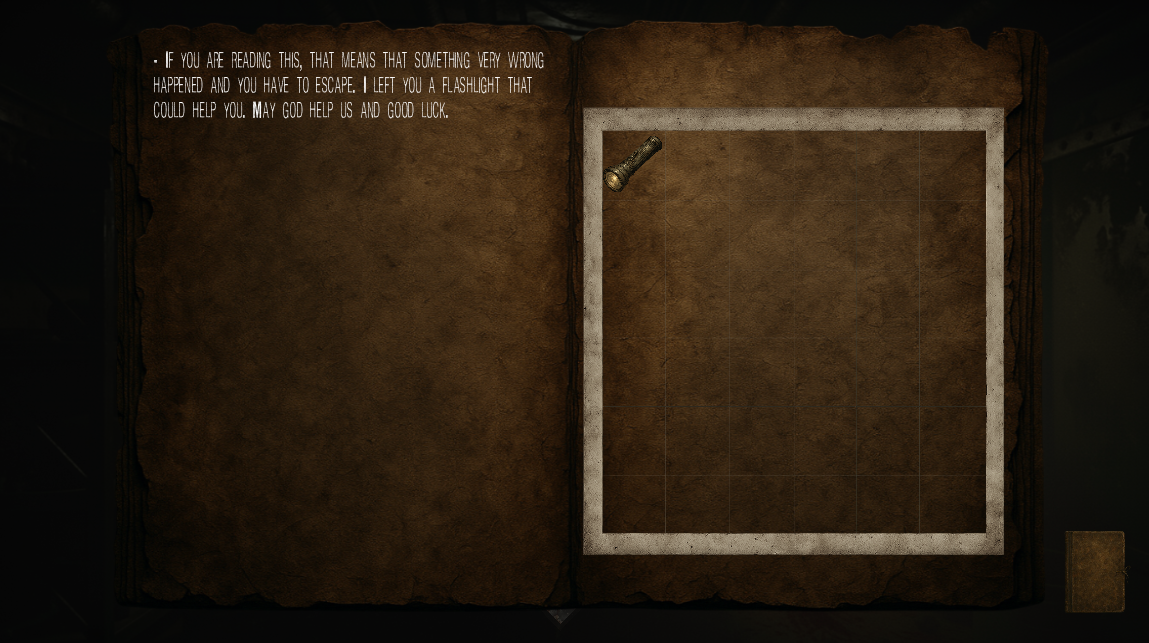 - If you are reading this, that means that something very wrong
happened and you have to escape. I left you a flashlight that
could help you. May god help us and good luck.